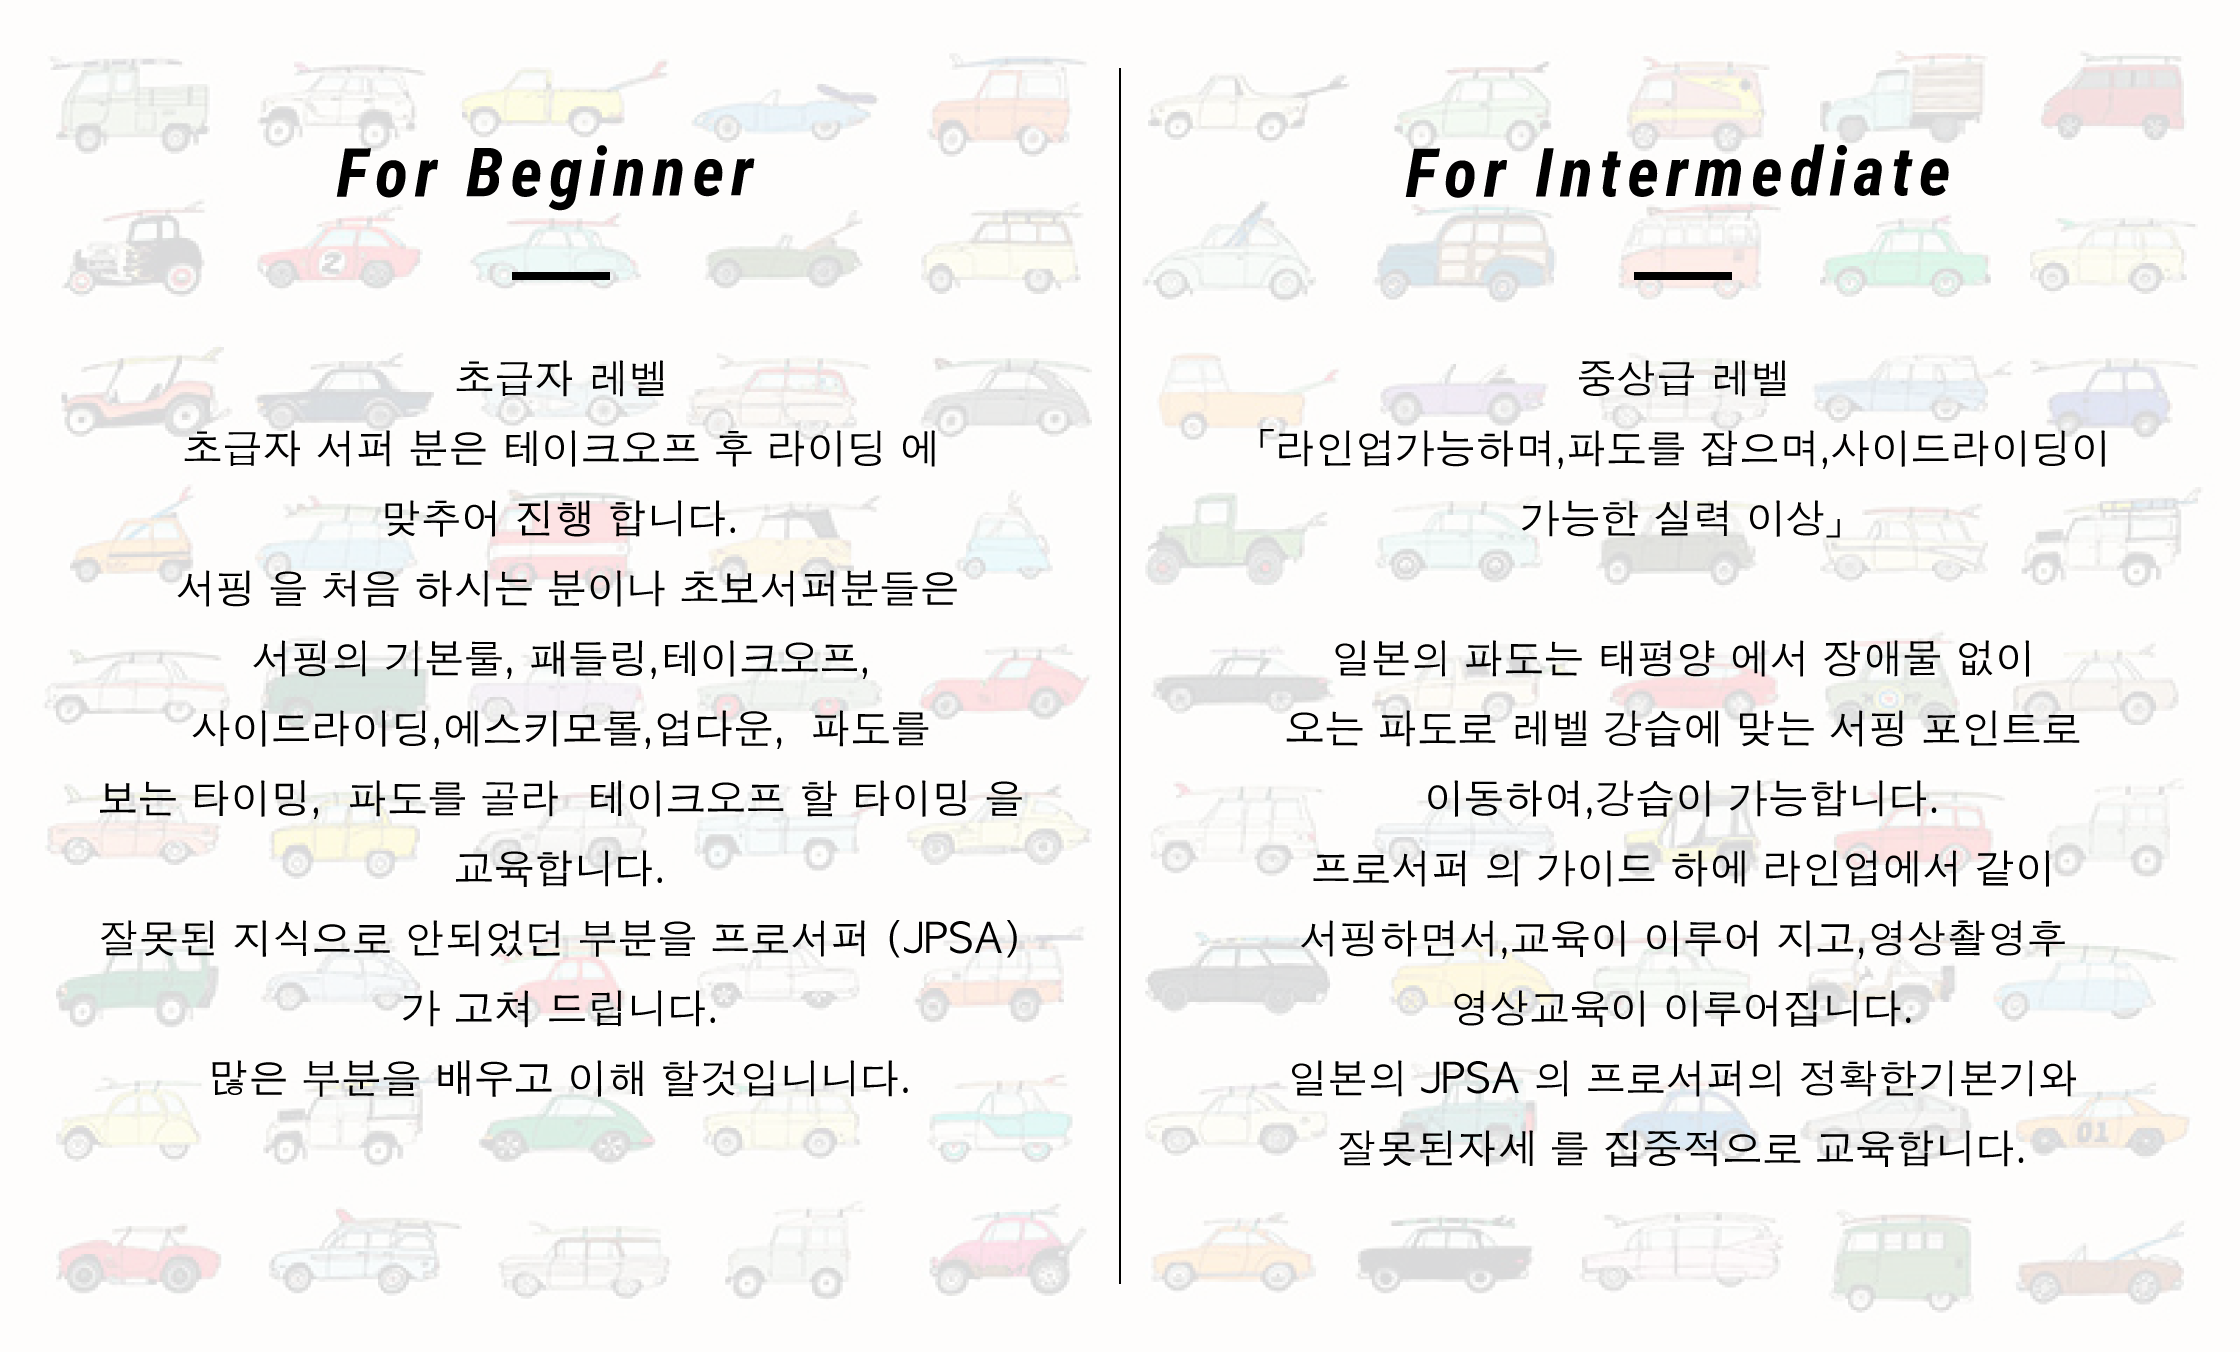 For Beginner
초급자 레벨
초급자 서퍼 분은 테이크오프 후 라이딩 에
맞추어 진행 합니다.
서핑 을 처음 하시는 분이나 초보서퍼분들은
서핑의 기본룰, 패들링,테이크오프,
사이드라이딩,에스키모롤,업다운, 파도를
보는 타이밍, 파도를 골라 테이크오프 할 타이밍 을
교육합니다.
잘못된 지식으로 안되었던 부분을 프로서퍼 (JPSA)
가 고쳐 드립니다.
많은 부분을 배우고 이해 할것입니니다.
For Intermediate
중상급 레벨
「라인업가능하며,파도를 잡으며,사이드라이딩이
가능한 실력 이상」
일본의 파도는 태평양 에서 장애물 없이
오는 파도로 레벨 강습에 맞는 서핑 포인트로
이동하여,강습이 가능합니다.
프로서퍼 의 가이드 하에 라인업에서 같이
서핑하면서,교육이 이루어 지고,영상촬영후
영상교육이 이루어집니다.
일본의 JPSA 의 프로서퍼의 정확한기본기와
잘못된자세 를 집중적으로 교육합니다.
2
01